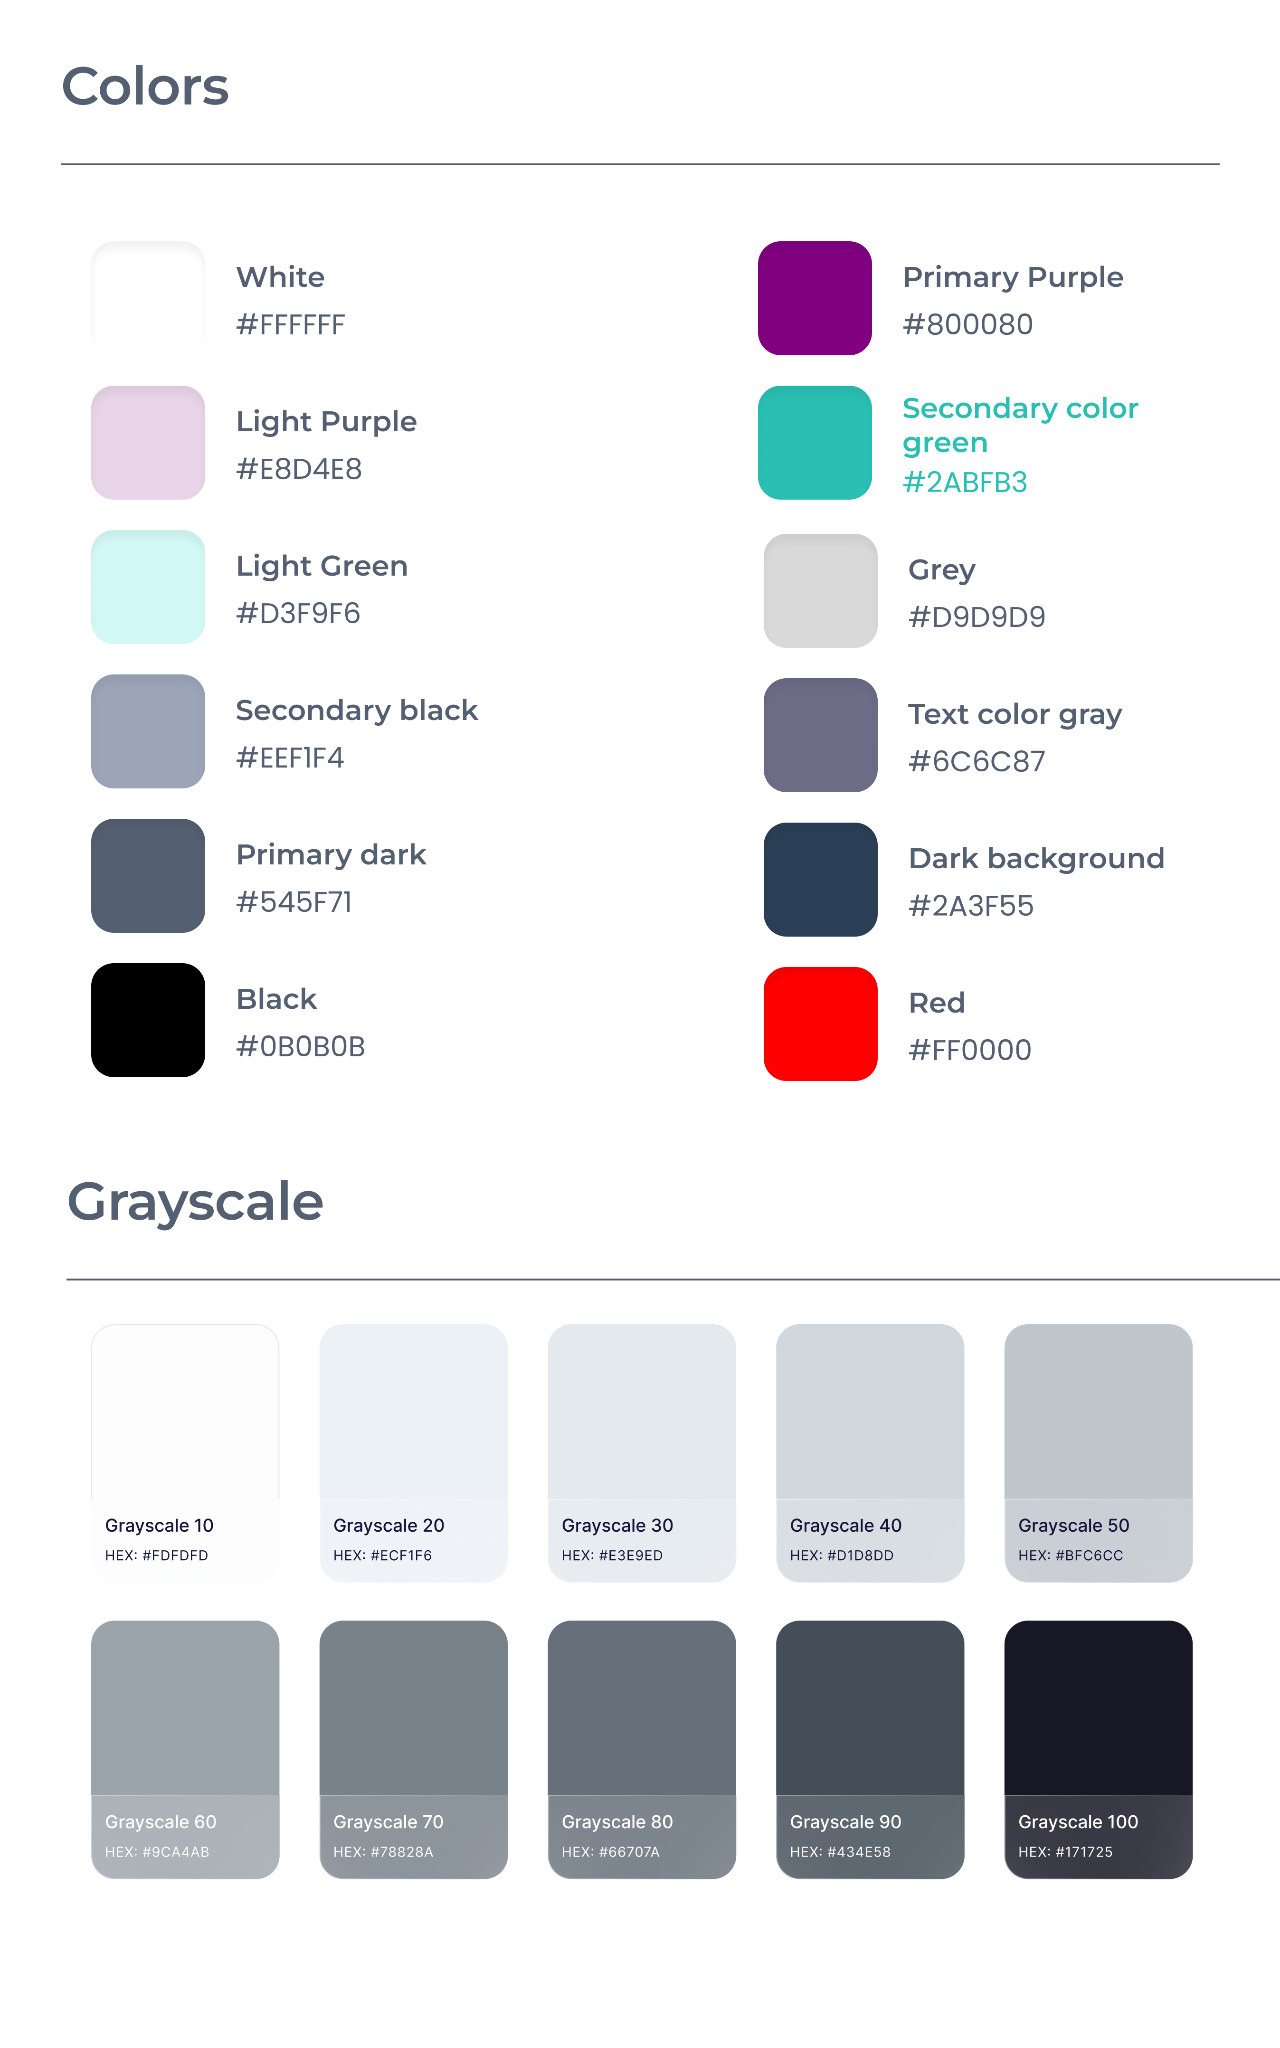 Colors
White
#FFFFFF
Light Purple
#E8D4E8
Light Green
#D3F9F6
Secondary black
#EEF1F4
Primary dark
#545F71
Black
#0B0B0B
Primary Purple
#800080
Secondary color
green
#2ABFB3
Grey
#D9D9D9
Text color gray
#6C6C87
Dark background
#2A3F55
Red
#FF0000
Grayscale
Grayscale 10
HEX: #FDFDFD
Grayscale 20
HEX: #ECF1F6
Grayscale 30
HEX: #E3E9ED
Grayscale 40
HEX: #D1D8DD
Grayscale 50
HEX: #BFC6CC
Grayscale 60
HEX: #9CA4AB
Grayscale 70
HEX: #78828A
Grayscale 80
HEX: #66707A
Grayscale 90
HEX: #434E58
Grayscale 100
HEX: #171725